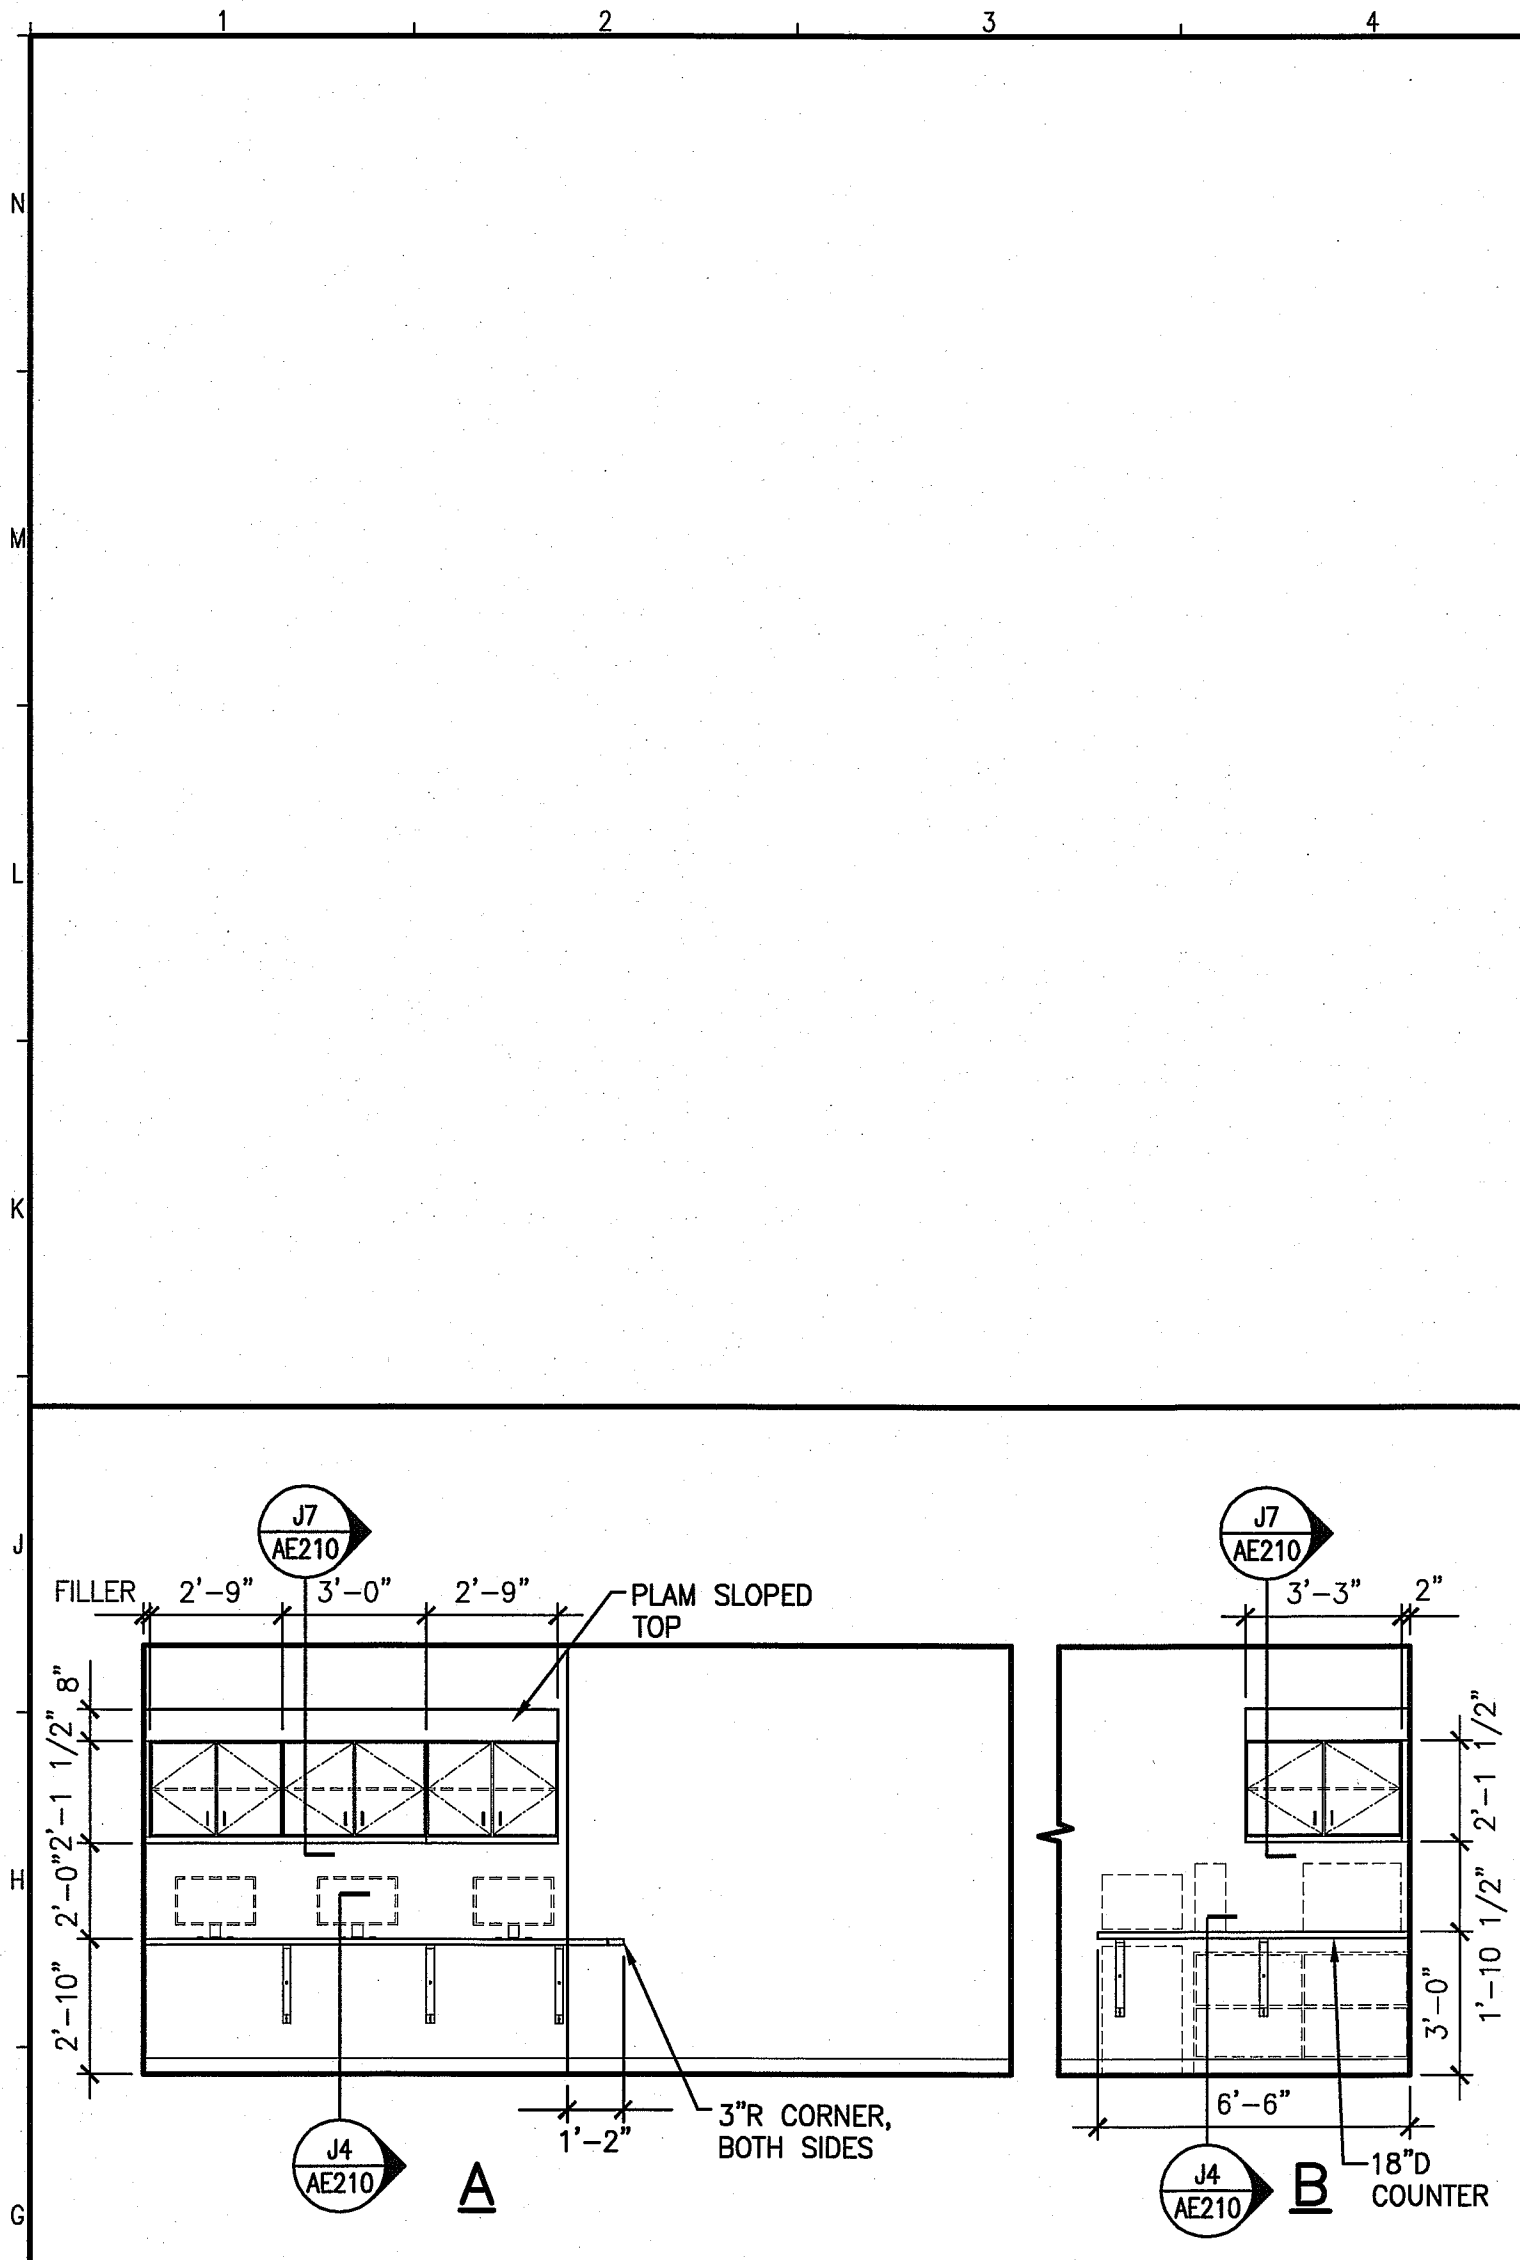 1 2 3 4
N
M
L
K
J
H
G
J7
AE210
FILLER 2'-9" 3'-0" 2'-9"
PLAM SLOPED
TOP
8"
2'-1 1/2"
2'-0"
2'-10"
1'-2"
3"R CORNER,
BOTH SIDES
J4
AE210
A
J7
AE210
3'-3" 2"
2'-1 1/2"
1'-10 1/2"
3'-0"
6'-6"
18"D
COUNTER
J4
AE210
B